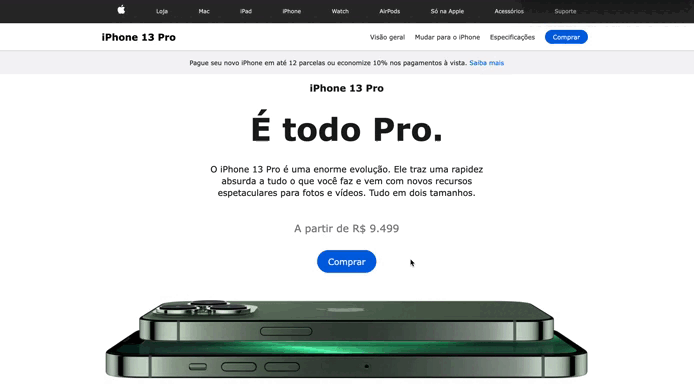 Loja Mac iPad iPhone Watch AirPods Só na Apple Acessórios Suporte
iPhone 13 Pro Visão geral Mudar para o iPhone Especificações Comprar
Pague seu novo iPhone em até 12 parcelas ou economize 10% nos pagamentos à vista. Saiba mais
iPhone 13 Pro
É todo Pro.
O iPhone 13 Pro é uma enorme evolução. Ele traz uma rapidez
absurda a tudo o que você faz e vem com novos recursos
espetaculares para fotos e vídeos. Tudo em dois tamanhos.
A partir de R$ 9.499
Comprar